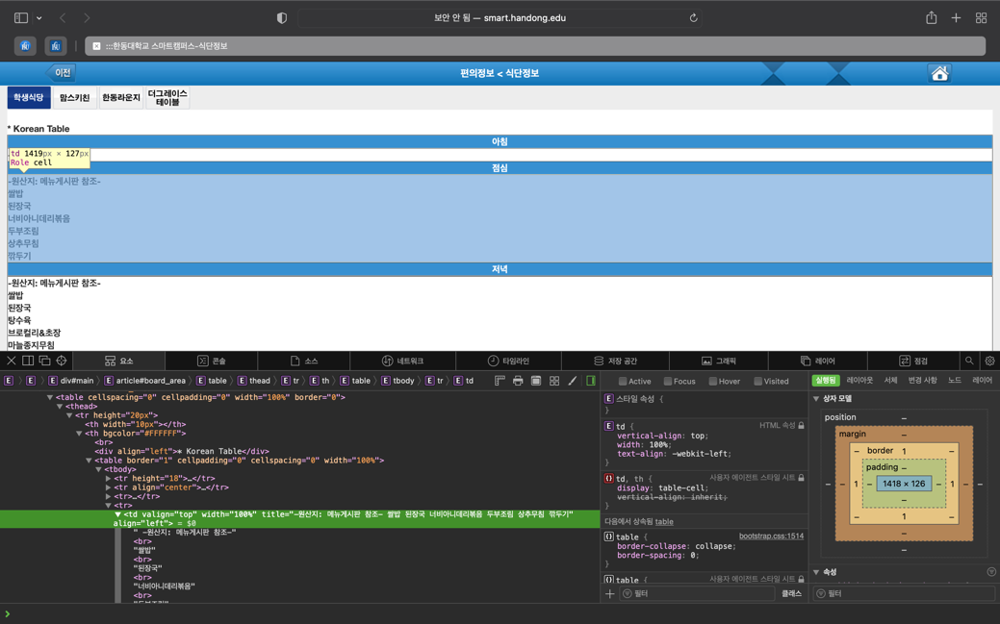 보안 안 됨 — smart.handong.edu
:::한동대학교 스마트캠퍼스-식단정보
이전
편의정보 < 식단정보
학생식당
맘스키친
한동라운지
더그레이스
테이블
* Korean Table
아침
td 1419px × 127px
Role cell
점심
-원산지: 메뉴게시판 참조-
쌀밥
된장국
너비아니데리볶음
두부조림
상추무침
깎두기
저녁
-원산지: 메뉴게시판 참조-
쌀밥
된장국
탕수육
브로컬리&초장
마늘종지무침
요소
콘솔
소스
네트워크
타임라인
저장 공간
그래픽
레이어
점검
E E div#main E article#board_area E table E thead E tr E th E table E tbody E tr E td
<table cellspacing="0" cellpadding="0" width="100%" border="0">
<thead>
<tr height="20px">
<th width="10px"></th>
<th bgcolor="#FFFFFF">
<br>
<div align="left">* Korean Table</div>
<table border="1" cellpadding="0" cellspacing="0" width="100%">
<tbody>
<tr height="18">…</tr>
<tr align="center">…</tr>
<tr>…</tr>
<tr>
<td valign="top" width="100%" title="-원산지: 메뉴게시판 참조- 쌀밥 된장국 너비아니데리볶음 두부조림 상추무침 깎두기"
align="left"> = $0
" -원산지: 메뉴게시판 참조-"
<br>
"쌀밥"
<br>
"된장국"
<br>
"너비아니데리볶음"
<br>
"두부조림"
Active
Focus
Hover
Visited
E 스타일 속성 {
}
E td { HTML 속성
vertical-align: top;
width: 100%;
text-align: -webkit-left;
}
td, th { 사용자 에이전트 스타일 시트
display: table-cell;
vertical-align: inherit;
}
다음에서 상속됨 table
table { bootstrap.css:1514
border-collapse: collapse;
border-spacing: 0;
}
table { 사용자 에이전트 스타일 시트
필터
클래스
실행됨
레이아웃
서체
변경 사항
노드
레이어
상자 모델
position –
margin –
border 1
padding –
1418 × 126
– – – 1 – – 1 – – –
–
1
–
–
속성
필터